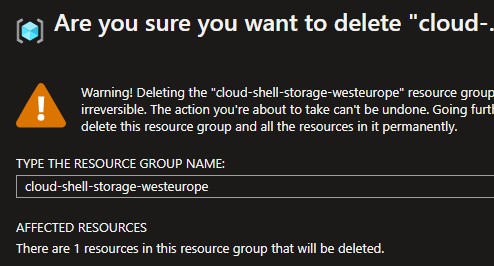 Are you sure you want to delete "cloud-...
Warning! Deleting the "cloud-shell-storage-westeurope" resource group
irreversible. The action you're about to take can't be undone. Going
delete this resource group and all the resources in it permanently.
TYPE THE RESOURCE GROUP NAME:
cloud-shell-storage-westeurope
AFFECTED RESOURCES
There are 1 resources in this resource group that will be deleted.